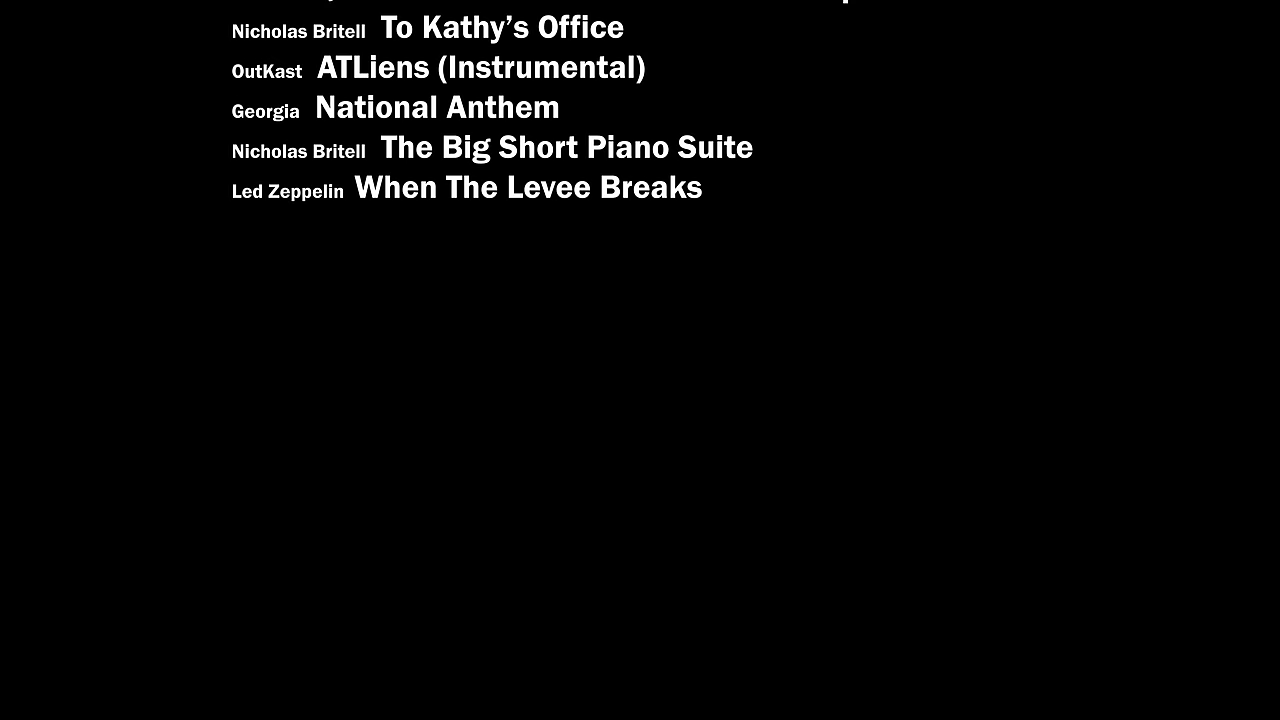 Nicholas Britell To Kathy’s Office
OutKast ATLiens (Instrumental)
Georgia National Anthem
Nicholas Britell The Big Short Piano Suite
Led Zeppelin When The Levee Breaks